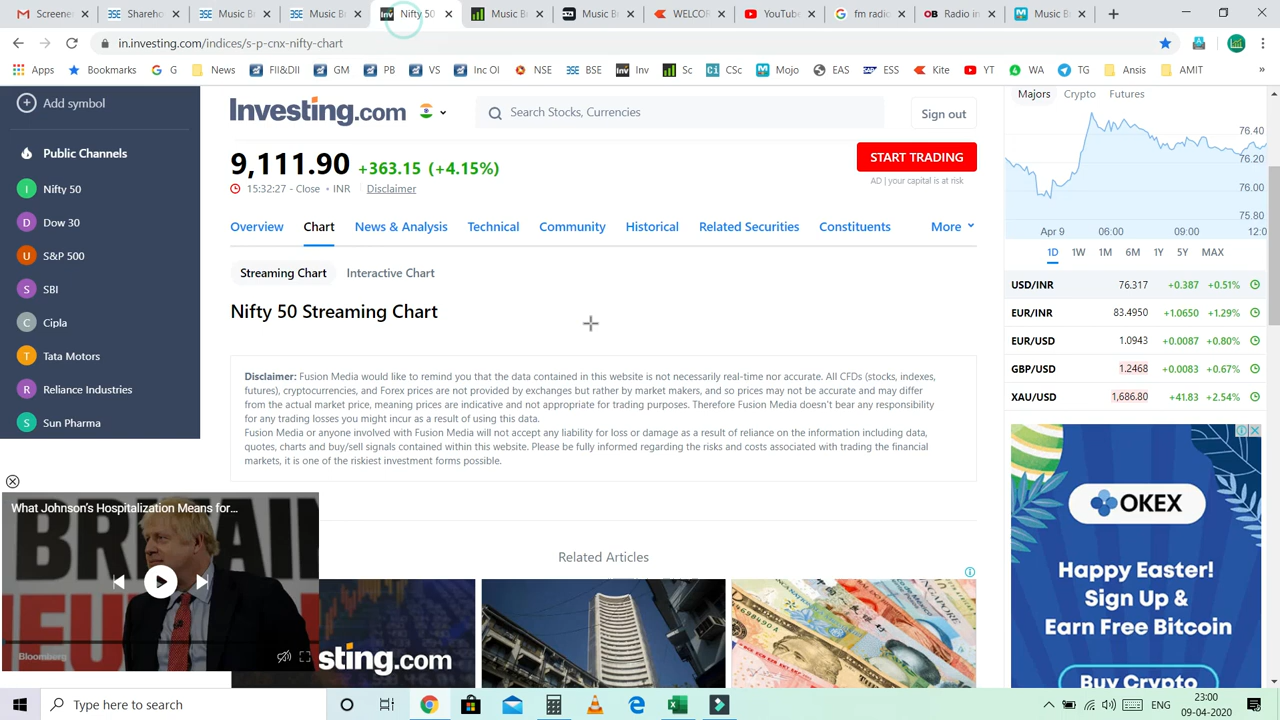 Screene
Shareho
Music B
Nifty 50
Music B
Music B
WELCOM
YouTube
fm radio
Radio in
Music B
in.investing.com/indices/s-p-cnx-nifty-chart
Apps
Bookmarks
G
News
FII&DII
GM
PB
VS
Inc OI
NSE
BSE
Inv
Sc
CSc
Mojo
EAS
ESS
Kite
YT
WA
TG
Ansis
AMIT
»
Add symbol
Public Channels
N Nifty 50
D Dow 30
S&P 500
S SBI
C Cipla
T Tata Motors
R Reliance Industries
S Sun Pharma
Investing.com
Search Stocks, Currencies
Sign out
9,111.90 +363.15 (+4.15%)
15:32:27 - Close • INR Disclaimer
START TRADING
AD | your capital is at risk
Overview Chart News & Analysis Technical Community Historical Related Securities Constituents More
Streaming Chart Interactive Chart
Nifty 50 Streaming Chart
Disclaimer: Fusion Media would like to remind you that the data contained in this website is not necessarily real-time nor accurate. All CFDs (stocks, indexes,
futures), cryptocurrencies, and Forex prices are not provided by exchanges but rather by market makers, and so prices may not be accurate and may differ
from the actual market price, meaning prices are indicative and not appropriate for trading purposes. Therefore Fusion Media doesn't bear any responsibility
for any trading losses you might incur as a result of using this data.
Fusion Media or anyone involved with Fusion Media will not accept any liability for loss or damage as a result of reliance on the information including data,
quotes, charts and buy/sell signals contained within this website. Please be fully informed regarding the risks and costs associated with trading the financial
markets, it is one of the riskiest investment forms possible.
Related Articles
sting.com
What Johnson's Hospitalization Means for...
BREAN
Bloomberg
Majors Crypto Futures
76.40
76.20
76.00
75.80
Apr 9 06:00 09:00 12:0
1D 1W 1M 6M 1Y 5Y MAX
USD/INR 76.317 +0.387 +0.51%
EUR/INR 83.4950 +1.0650 +1.29%
EUR/USD 1.0943 +0.0087 +0.80%
GBP/USD 1.2468 +0.0083 +0.67%
XAU/USD 1,686.80 +41.83 +2.54%
OKEX
Happy Easter!
Sign Up &
Earn Free Bitcoin
Buy Crypto
Type here to search
ENG
23:00
09-04-2020